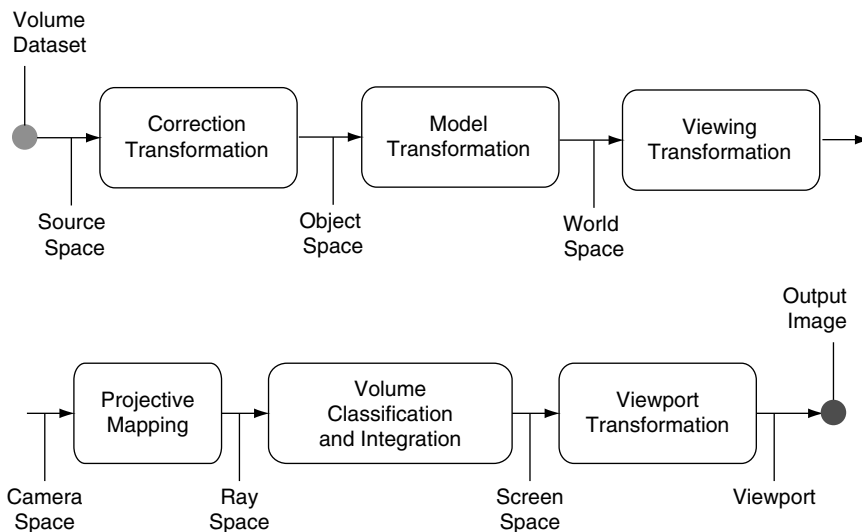 Volume
Dataset
Correction
Transformation
Model
Transformation
Viewing
Transformation
Source
Space
Object
Space
World
Space
Output
Image
Projective
Mapping
Volume
Classification
and Integration
Viewport
Transformation
Camera
Space
Ray
Space
Screen
Space
Viewport